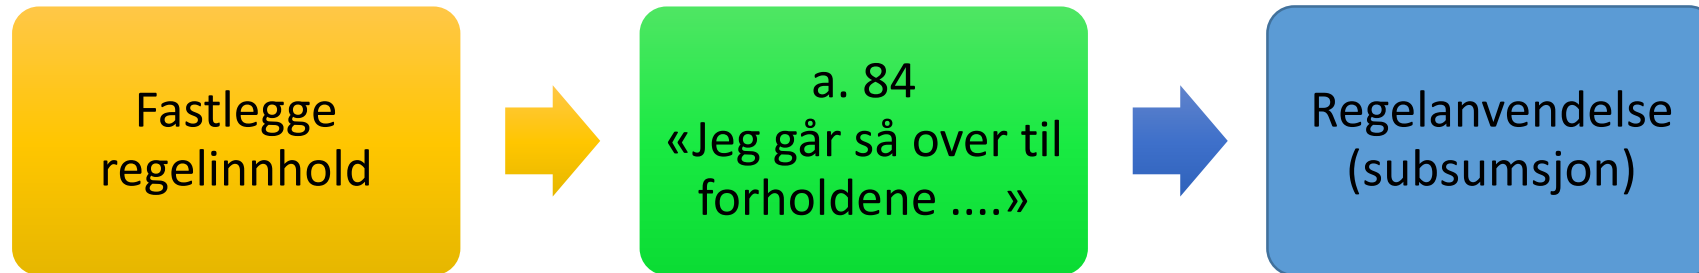 Fastlegge
regelinnhold
a. 84
«Jeg går så over til
forholdene ....»
Regelanvendelse
(subsumsjon)